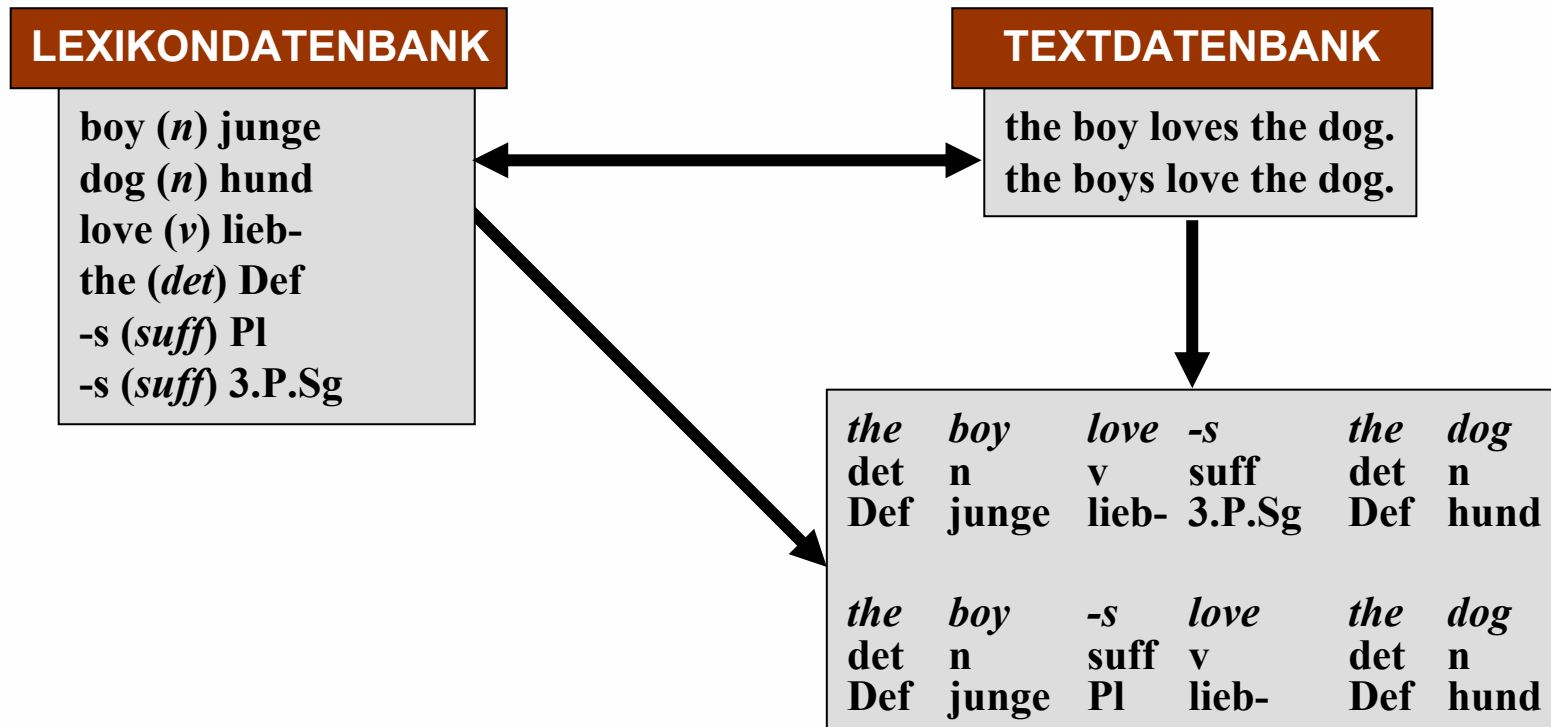 LEXIKONDATENBANK
boy (n) junge
dog (n) hund
love (v) lieb-
the (det) Def
-s (suff) Pl
-s (suff) 3.P.Sg
TEXTDATENBANK
the boy loves the dog.
the boys love the dog.
the boy love -s the dog
det n v suff det n
Def junge lieb- 3.P.Sg Def hund
the boy -s love the dog
det n suff v det n
Def junge Pl lieb- Def hund